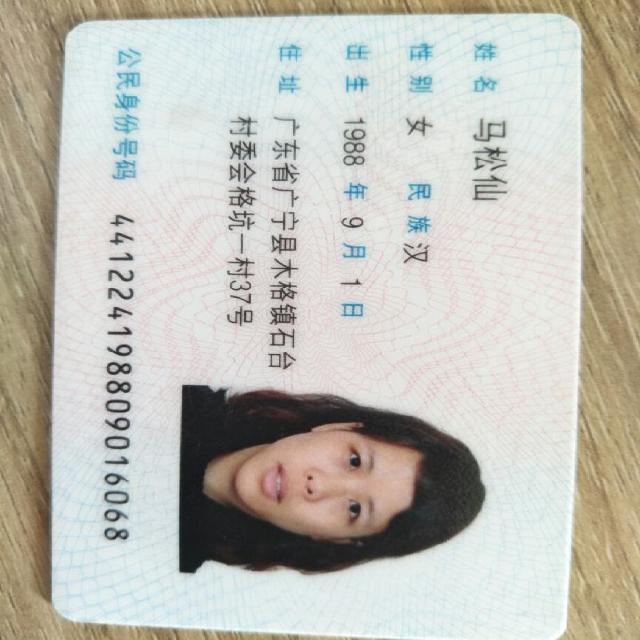 姓名 马松仙
性别 女 民族 汉
出生 1988 年 9 月 1 日
住址 广东省广宁县木格镇石台
村委会格坑一村37号
公民身份号码 441224198809016068